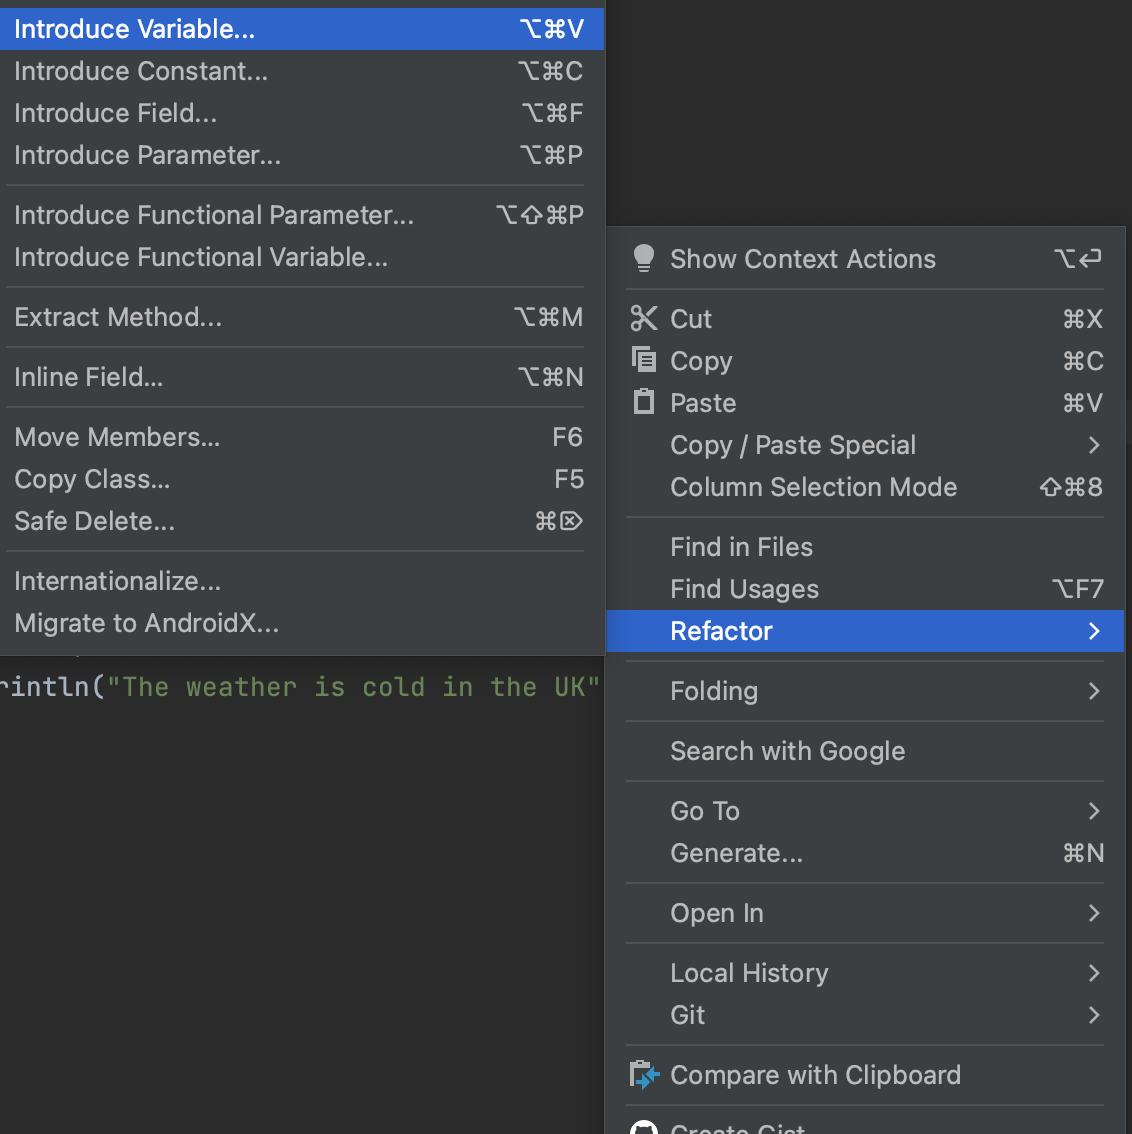 Introduce Variable... ⌥⌘V
Introduce Constant... ⌥⌘C
Introduce Field... ⌥⌘F
Introduce Parameter... ⌥⌘P
Introduce Functional Parameter... ⌥⇧⌘P
Introduce Functional Variable...
Extract Method... ⌥⌘M
Inline Field... ⌥⌘N
Move Members... F6
Copy Class... F5
Safe Delete... ⌘⌦
Internationalize...
Migrate to AndroidX...
rintln("The weather is cold in the UK"
Show Context Actions ⌥↩
Cut ⌘X
Copy ⌘C
Paste ⌘V
Copy / Paste Special
Column Selection Mode ⇧⌘8
Find in Files
Find Usages ⌥F7
Refactor
Folding
Search with Google
Go To
Generate... ⌘N
Open In
Local History
Git
Compare with Clipboard
Create Gist